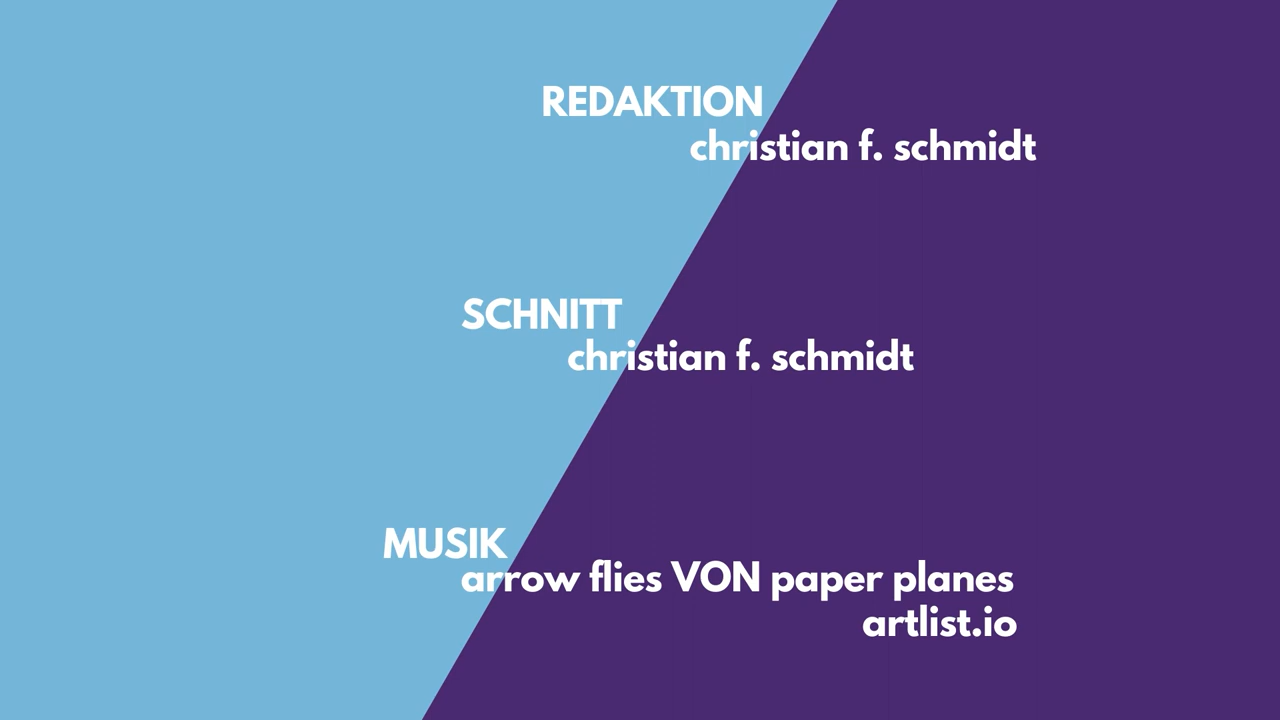 REDAKTION
christian f. schmidt
SCHNITT
christian f. schmidt
MUSIK
arrow flies VON paper planes
artlist.io